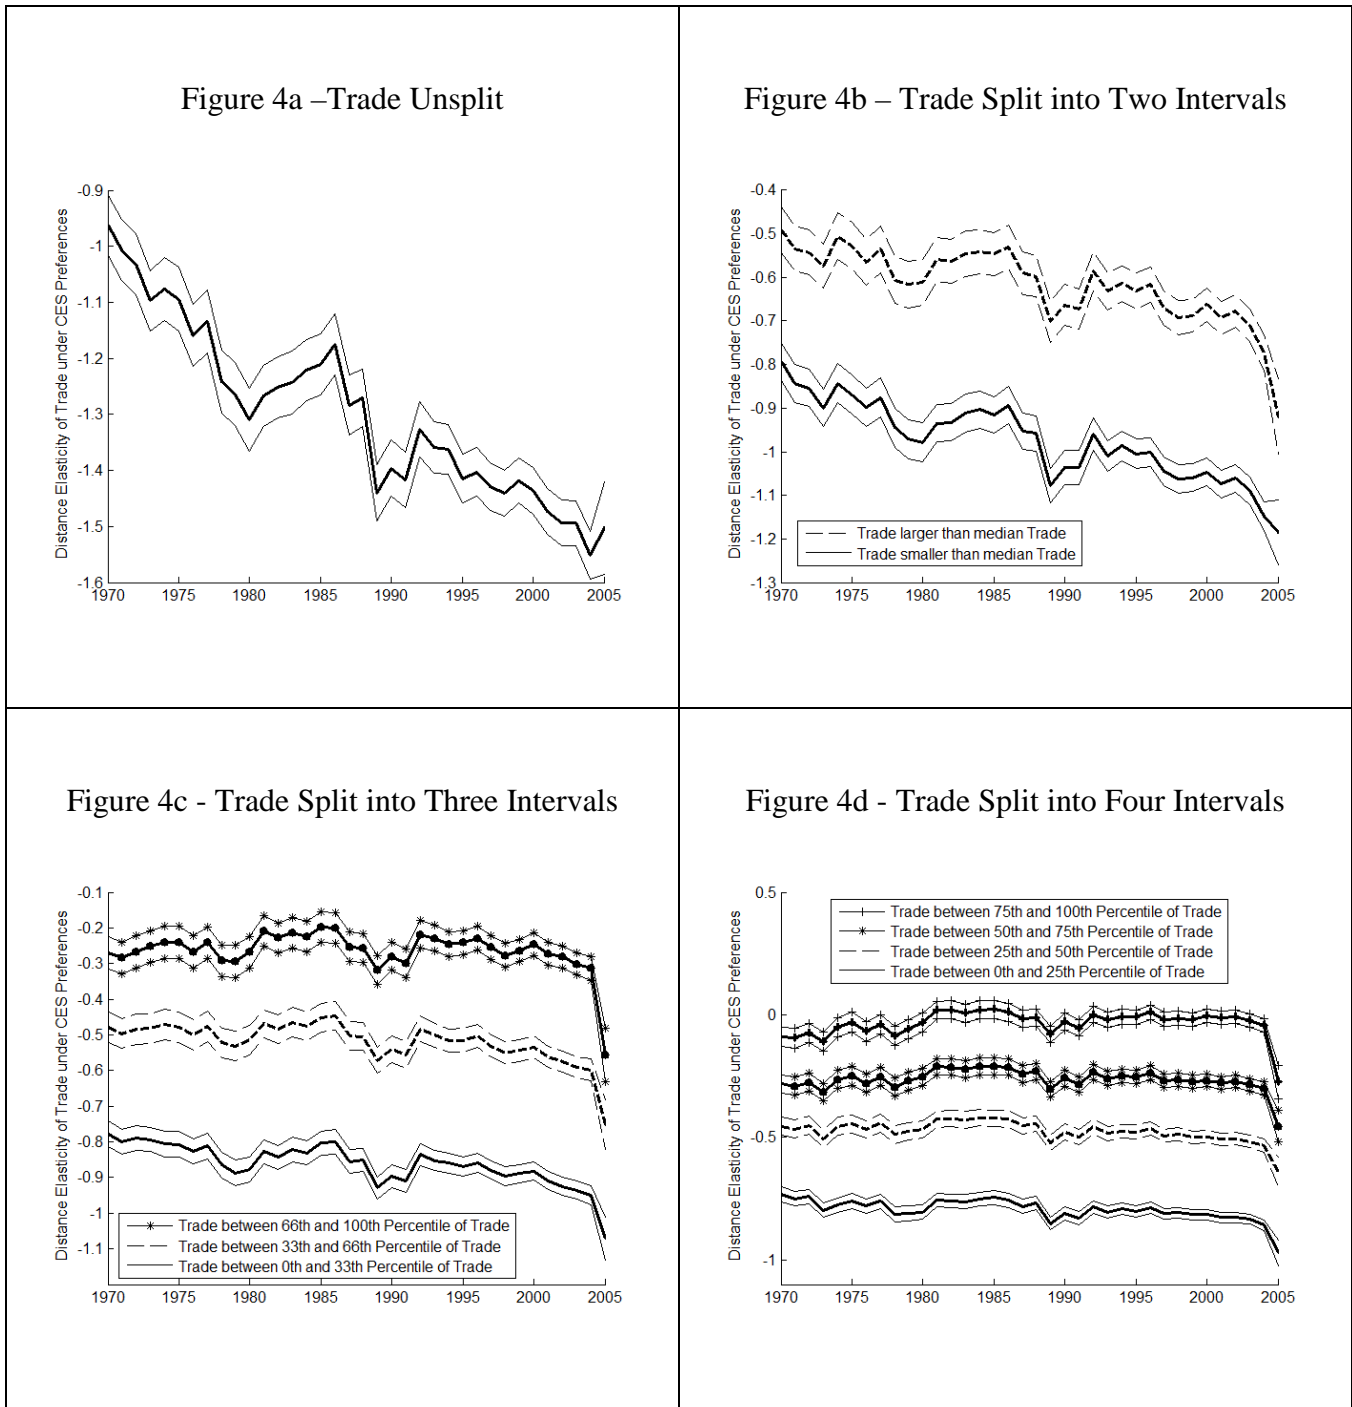 Figure 4a –Trade Unsplit
Distance Elasticity of Trade under CES Preferences
-0.9
-1
-1.1
-1.2
-1.3
-1.4
-1.5
-1.6
1970 1975 1980 1985 1990 1995 2000 2005
Figure 4b – Trade Split into Two Intervals
Distance Elasticity of Trade under CES Preferences
-0.4
-0.5
-0.6
-0.7
-0.8
-0.9
-1
-1.1
-1.2
-1.3
Trade larger than median Trade
Trade smaller than median Trade
1970 1975 1980 1985 1990 1995 2000 2005
Figure 4c - Trade Split into Three Intervals
Distance Elasticity of Trade under CES Preferences
-0.1
-0.2
-0.3
-0.4
-0.5
-0.6
-0.7
-0.8
-0.9
-1
-1.1
Trade between 66th and 100th Percentile of Trade
Trade between 33th and 66th Percentile of Trade
Trade between 0th and 33th Percentile of Trade
1970 1975 1980 1985 1990 1995 2000 2005
Figure 4d - Trade Split into Four Intervals
Distance Elasticity of Trade under CES Preferences
0.5
0
-0.5
-1
Trade between 75th and 100th Percentile of Trade
Trade between 50th and 75th Percentile of Trade
Trade between 25th and 50th Percentile of Trade
Trade between 0th and 25th Percentile of Trade
1970 1975 1980 1985 1990 1995 2000 2005